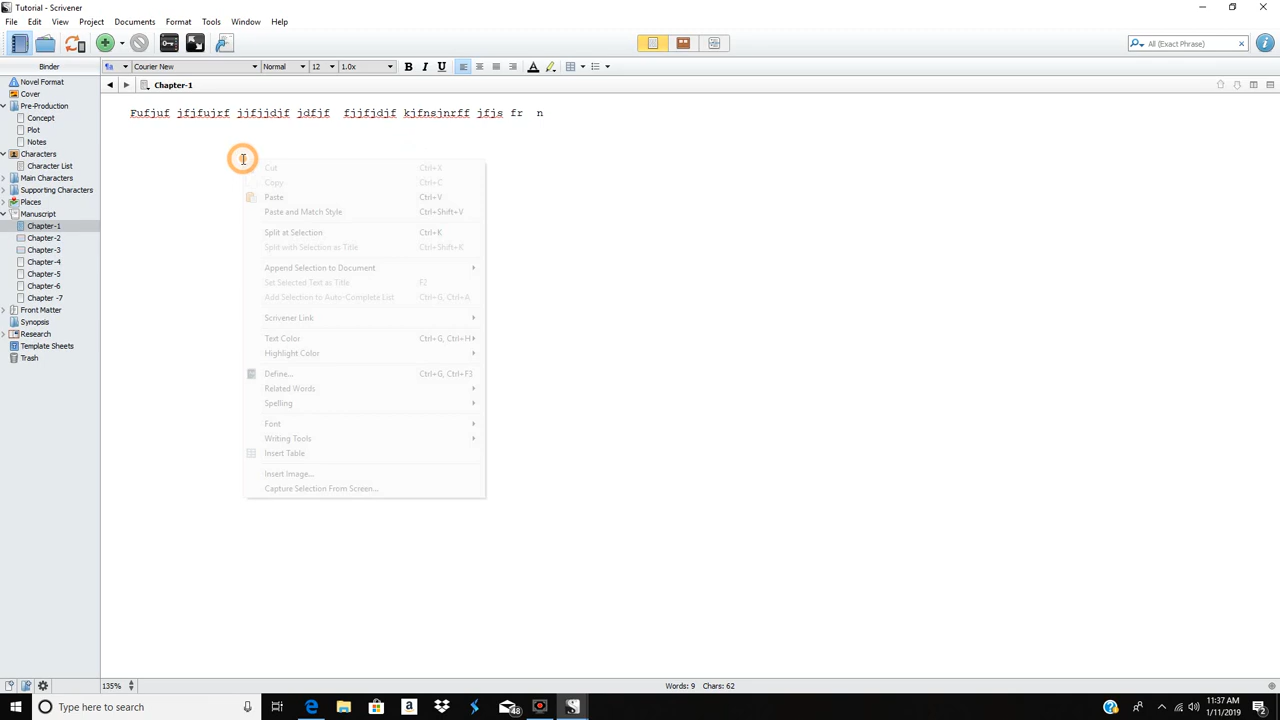 Tutorial - Scrivener
File Edit View Project Documents Format Tools Window Help
All (Exact Phrase)
Binder
Courier New Normal 12 1.0x B I U A
Novel Format
Chapter-1
Cover
Pre-Production
Concept
Plot
Notes
Characters
Character List
Main Characters
Supporting Characters
Places
Manuscript
Chapter-1
Chapter-2
Chapter-3
Chapter-4
Chapter-5
Chapter-6
Chapter -7
Front Matter
Synopsis
Research
Template Sheets
Trash
Fufjuf jfjfujrf jjfjjdjf jdfjf fjjfjdjf kjfnsjnrff jfjs fr n
Cut Ctrl+X
Copy Ctrl+C
Paste Ctrl+V
Paste and Match Style Ctrl+Shift+V
Split at Selection Ctrl+K
Split with Selection as Title Ctrl+Shift+K
Append Selection to Document
Set Selected Text as Title F2
Add Selection to Auto-Complete List Ctrl+G, Ctrl+A
Scrivener Link
Text Color Ctrl+G, Ctrl+H
Highlight Color
Define... Ctrl+G, Ctrl+F3
Related Words
Spelling
Font
Writing Tools
Insert Table
Insert Image...
Capture Selection From Screen...
135% Words: 9 Chars: 62
Type here to search
48
11:37 AM
1/11/2019